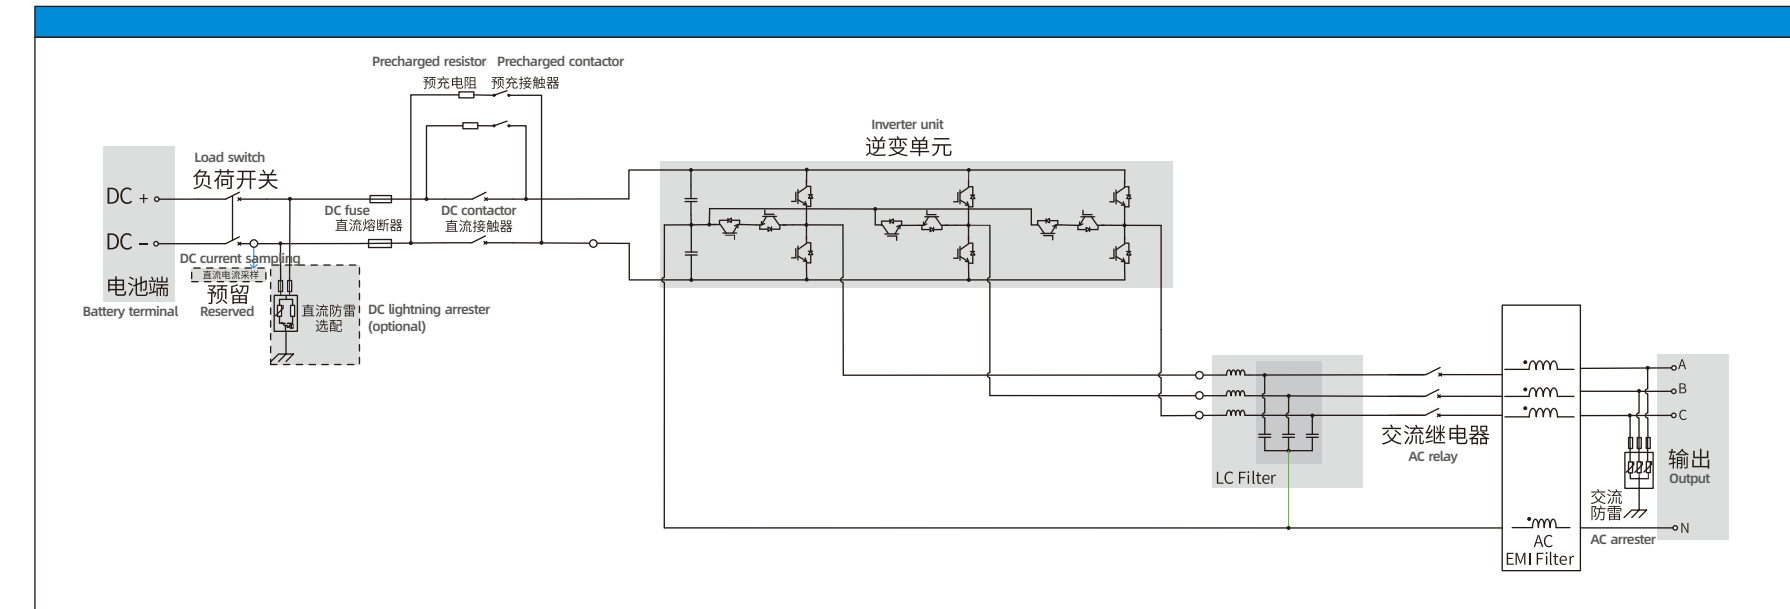 Precharged resistor Precharged contactor
预充电阻 预充接触器
Inverter unit
逆变单元
Load switch
负荷开关
DC +
DC fuse
直流熔断器
DC contactor
直流接触器
DC −
DC current sampling
直流电流采样
电池端
Battery terminal
预留
Reserved
直流防雷
选配
DC lightning arrester
(optional)
A
B
C
交流继电器
AC relay
LC Filter
输出
Output
交流
防雷
AC arrester
N
AC
EMI Filter